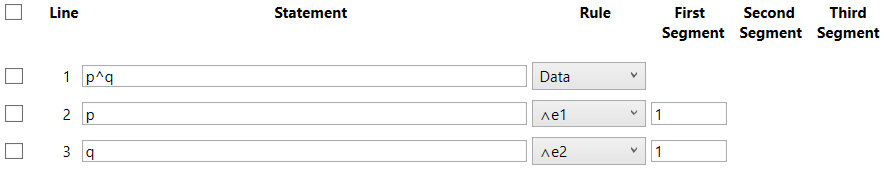 Line Statement Rule First Segment Second Segment Third Segment
1 p^q Data
2 p ∧e1 1
3 q ∧e2 1